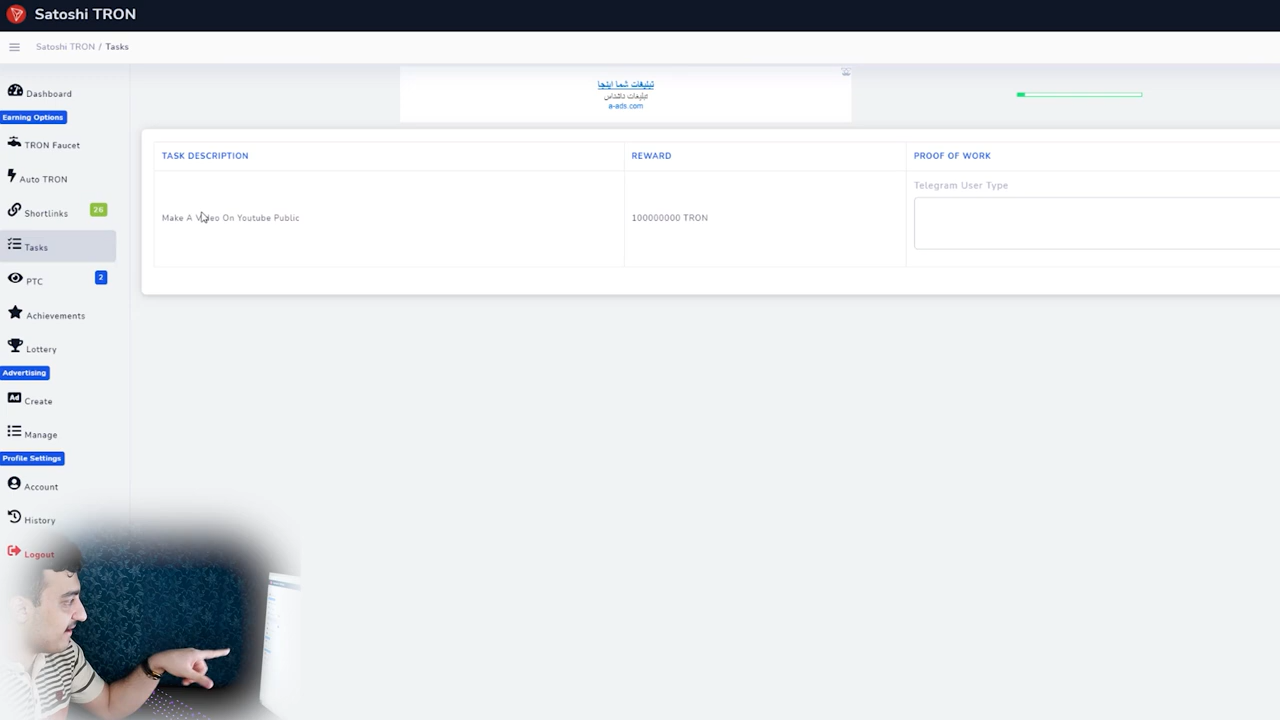 Satoshi TRON
Satoshi TRON / Tasks
Dashboard
Earning Options
TRON Faucet
Auto TRON
Shortlinks 26
Tasks
PTC 2
Achievements
Lottery
Advertising
Create
Manage
Profile Settings
Account
History
Logout
تبلیغات شما اینجا
تبلیغات ناشناس
a-ads.com
TASK DESCRIPTION REWARD PROOF OF WORK
Make A Video On Youtube Public 100000000 TRON Telegram User Type